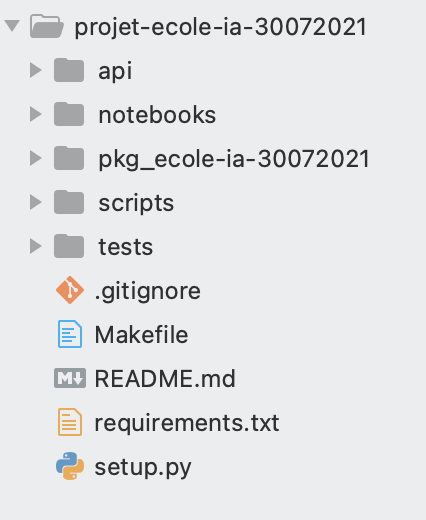 projet-ecole-ia-30072021
api
notebooks
pkg_ecole-ia-30072021
scripts
tests
.gitignore
Makefile
README.md
requirements.txt
setup.py